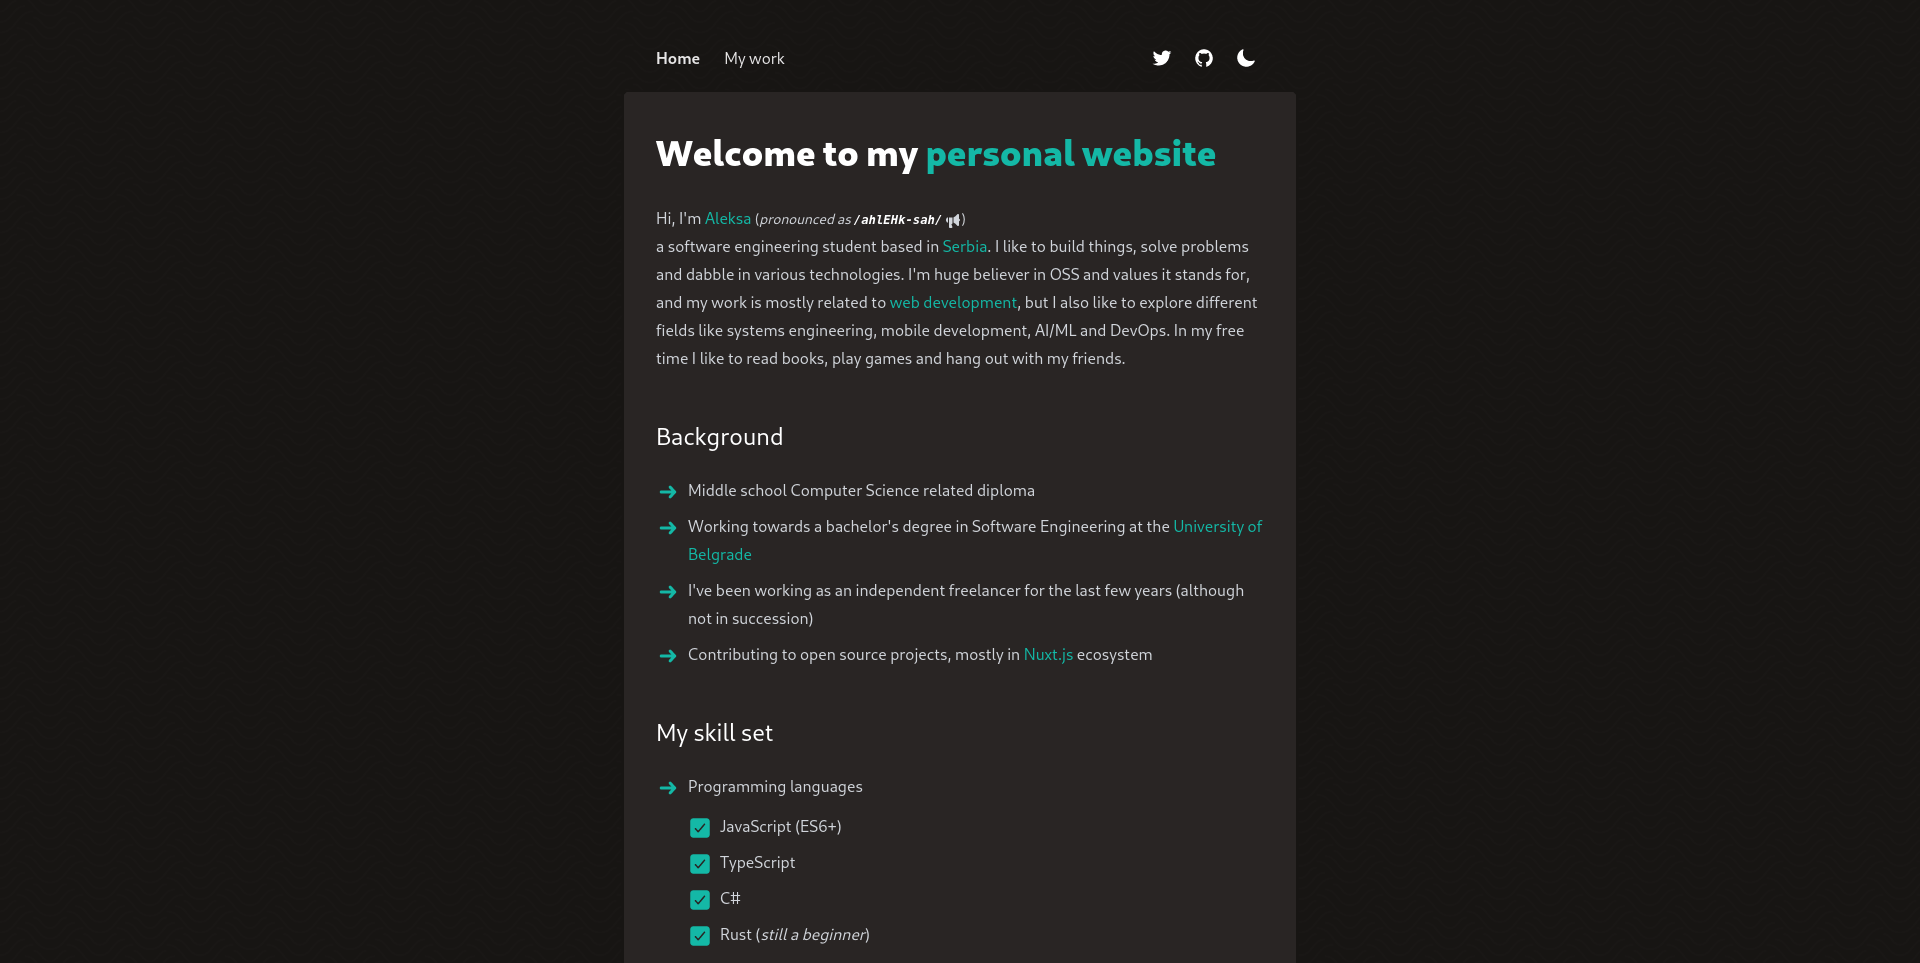 Home My work
Welcome to my personal website
Hi, I'm Aleksa (pronounced as /ahlEHk-sah/ )
a software engineering student based in Serbia. I like to build things, solve problems
and dabble in various technologies. I'm huge believer in OSS and values it stands for,
and my work is mostly related to web development, but I also like to explore different
fields like systems engineering, mobile development, AI/ML and DevOps. In my free
time I like to read books, play games and hang out with my friends.
Background
Middle school Computer Science related diploma
Working towards a bachelor's degree in Software Engineering at the University of
Belgrade
I've been working as an independent freelancer for the last few years (although
not in succession)
Contributing to open source projects, mostly in Nuxt.js ecosystem
My skill set
Programming languages
JavaScript (ES6+)
TypeScript
C#
Rust (still a beginner)